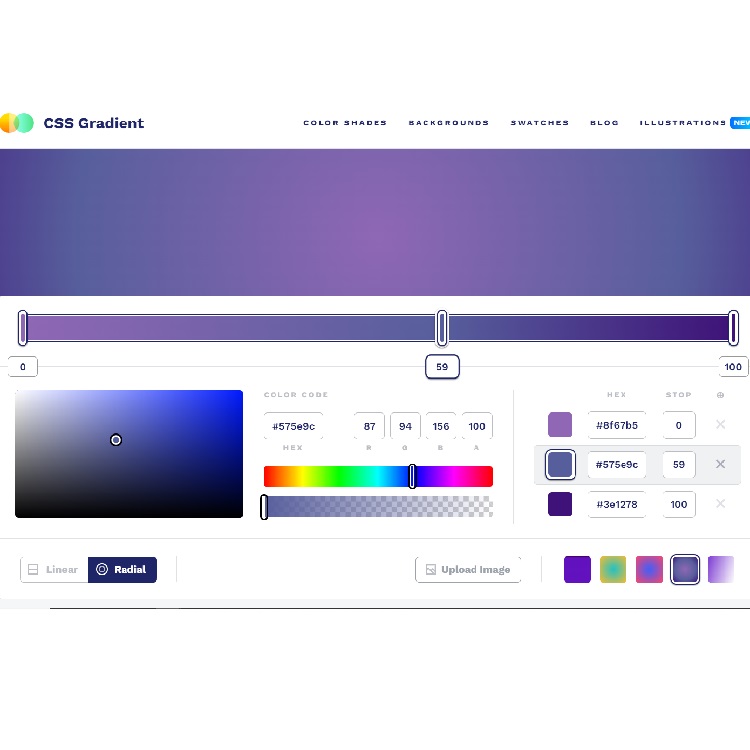 CSS Gradient
COLOR SHADES BACKGROUNDS SWATCHES BLOG ILLUSTRATIONS NEW
0 59 100
COLOR CODE
#575e9c 87 94 156 100
HEX R G B A
HEX STOP
#8f67b5 0
#575e9c 59
#3e1278 100
Linear Radial Upload Image